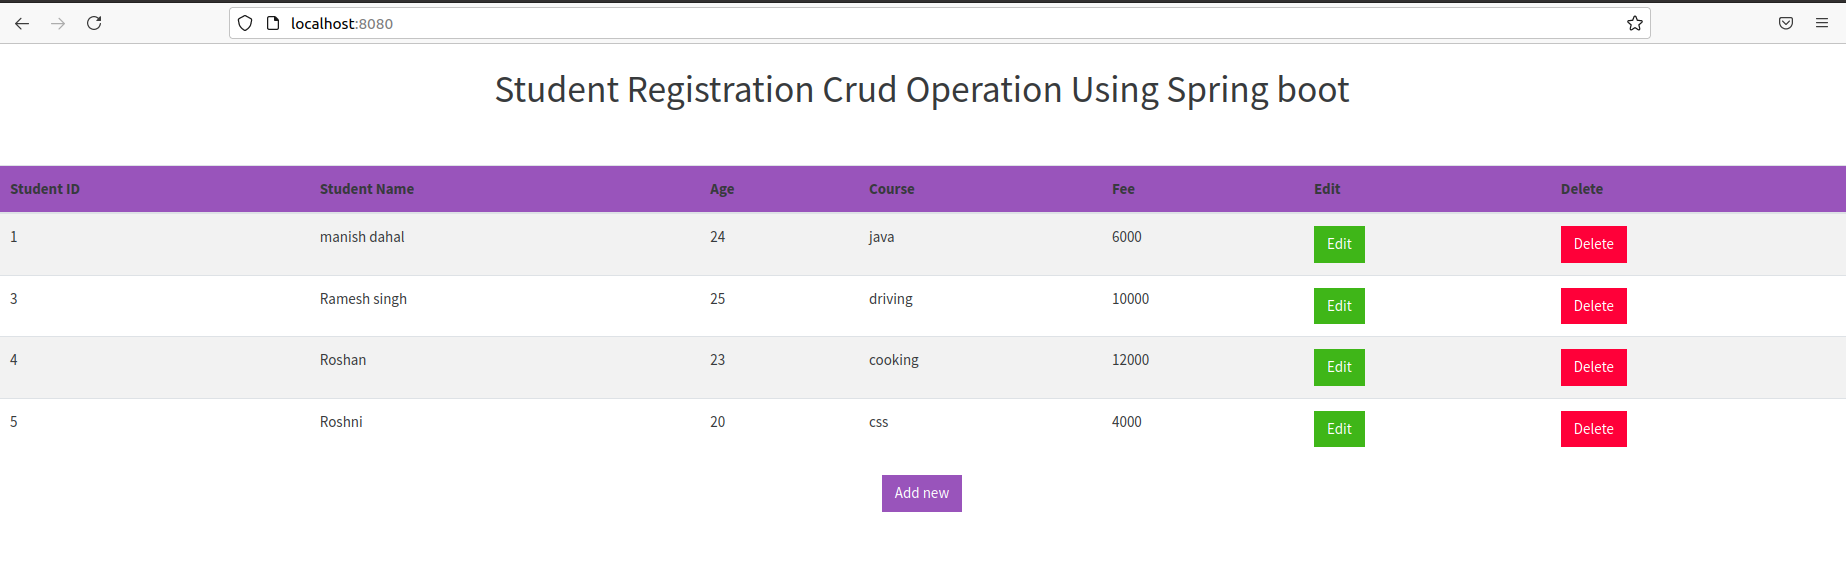 localhost:8080
Student Registration Crud Operation Using Spring boot
Student ID Student Name Age Course Fee Edit Delete
1 manish dahal 24 java 6000 Edit Delete
3 Ramesh singh 25 driving 10000 Edit Delete
4 Roshan 23 cooking 12000 Edit Delete
5 Roshni 20 css 4000 Edit Delete
Add new